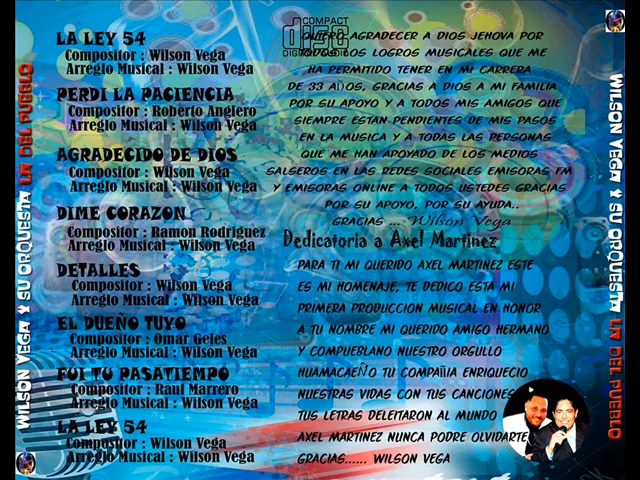 WILSON VEGA Y SU ORQUESTA LA DEL PUEBLO
LA LEY 54
Compositor : Wilson Vega
Arreglo Musical : Wilson Vega
PERDI LA PACIENCIA
Compositor : Roberto Anglero
Arreglo Musical : Wilson Vega
AGRADECIDO DE DIOS
Compositor : Wilson Vega
Arreglo Musical : Wilson Vega
DIME CORAZON
Compositor : Ramon Rodriguez
Arreglo Musical : Wilson Vega
DETALLES
Compositor : Wilson Vega
Arreglo Musical : Wilson Vega
EL DUEÑO TUYO
Compositor : Omar Geles
Arreglo Musical : Wilson Vega
FUI TU PASATIEMPO
Compositor : Raul Marrero
Arreglo Musical : Wilson Vega
LA LEY 54
Compositor : Wilson Vega
Arreglo Musical : Wilson Vega
COMPACT
disc
DIGITAL AUDIO
QUIERO AGRADECER A DIOS JEHOVA POR
TODOS LOS LOGROS MUSICALES QUE ME
HA PERMITIDO TENER EN MI CARRERA
DE 33 AÑOS, GRACIAS A DIOS A MI FAMILIA
POR SU APOYO Y A TODOS MIS AMIGOS QUE
SIEMPRE ESTAN PENDIENTES DE MIS PASOS
EN LA MUSICA Y A TODAS LAS PERSONAS
QUE ME HAN APOYADO DE LOS MEDIOS
SALSEROS EN LAS REDES SOCIALES EMISORAS FM
Y EMISORAS ONLINE A TODOS USTEDES GRACIAS
POR SU APOYO, POR SU AYUDA..
GRACIAS ... Wilson Vega
Dedicatoria a Axel Martinez
PARA TI MI QUERIDO AXEL MARTINEZ ESTE
ES MI HOMENAJE, TE DEDICO ESTA MI
PRIMERA PRODUCCION MUSICAL EN HONOR
A TU NOMBRE MI QUERIDO AMIGO HERMANO
Y COMPUEBLANO NUESTRO ORGULLO
HUAMACAEÑO TU COMPAÑIA ENRIQUECIO
NUESTRAS VIDAS CON TUS CANCIONES
TUS LETRAS DELEITARON AL MUNDO
AXEL MARTINEZ NUNCA PODRE OLVIDARTE
GRACIAS...... WILSON VEGA
WILSON VEGA Y SU ORQUESTA LA DEL PUEBLO